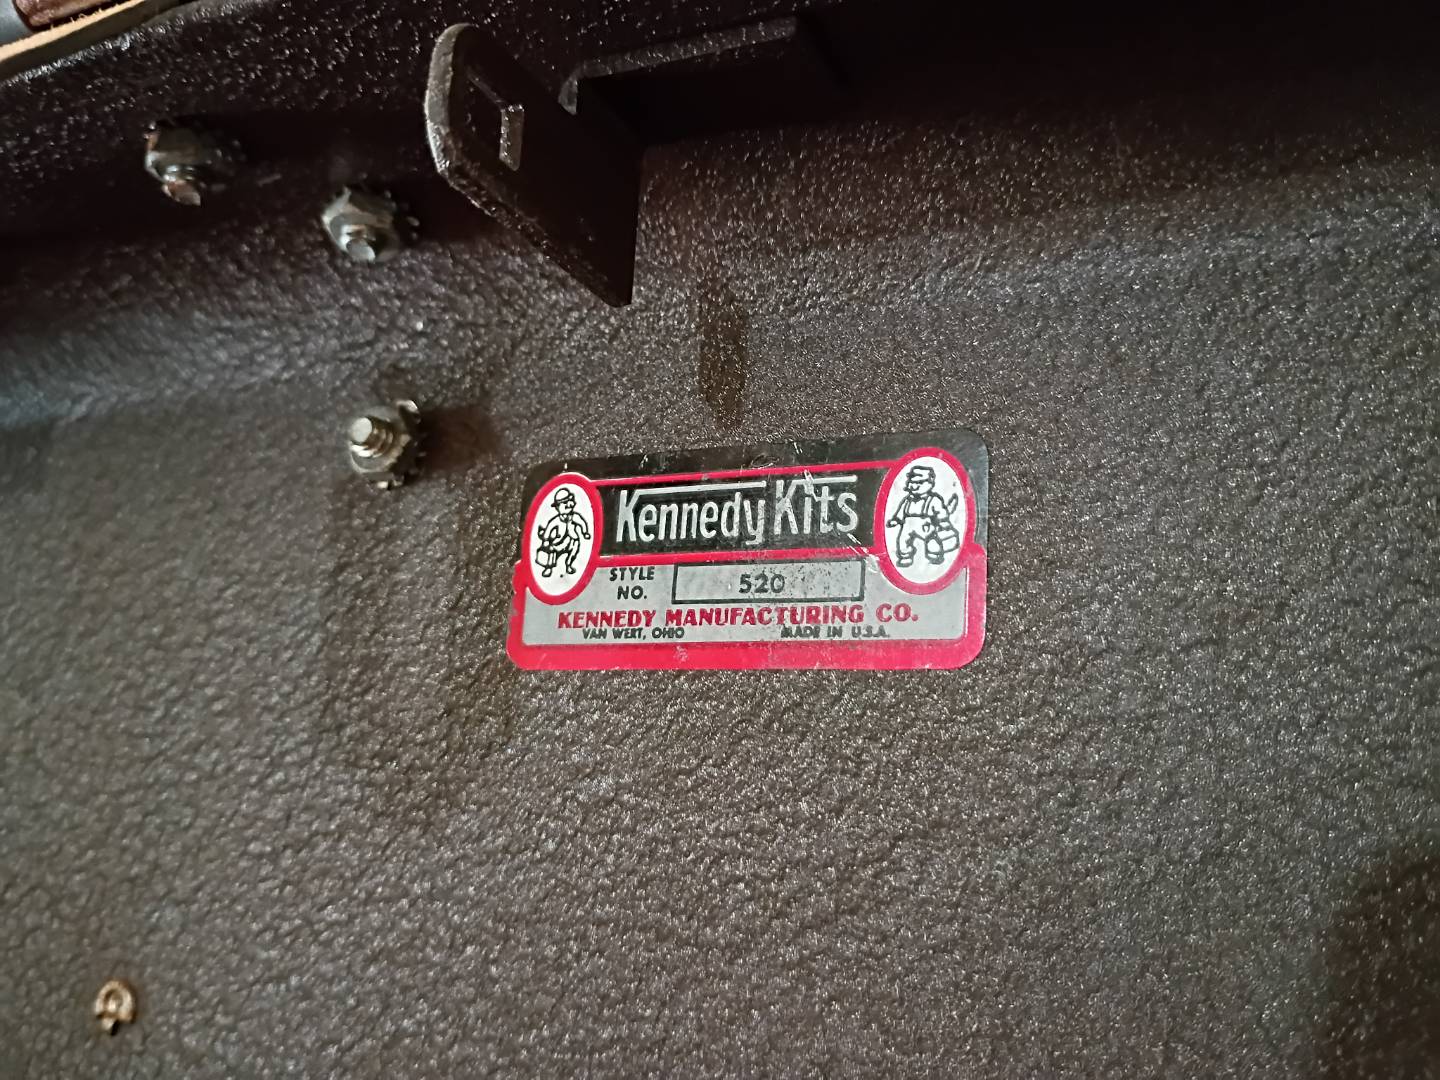 Kennedy Kits
STYLE NO. 520
KENNEDY MANUFACTURING CO.
VAN WERT, OHIO MADE IN U.S.A.